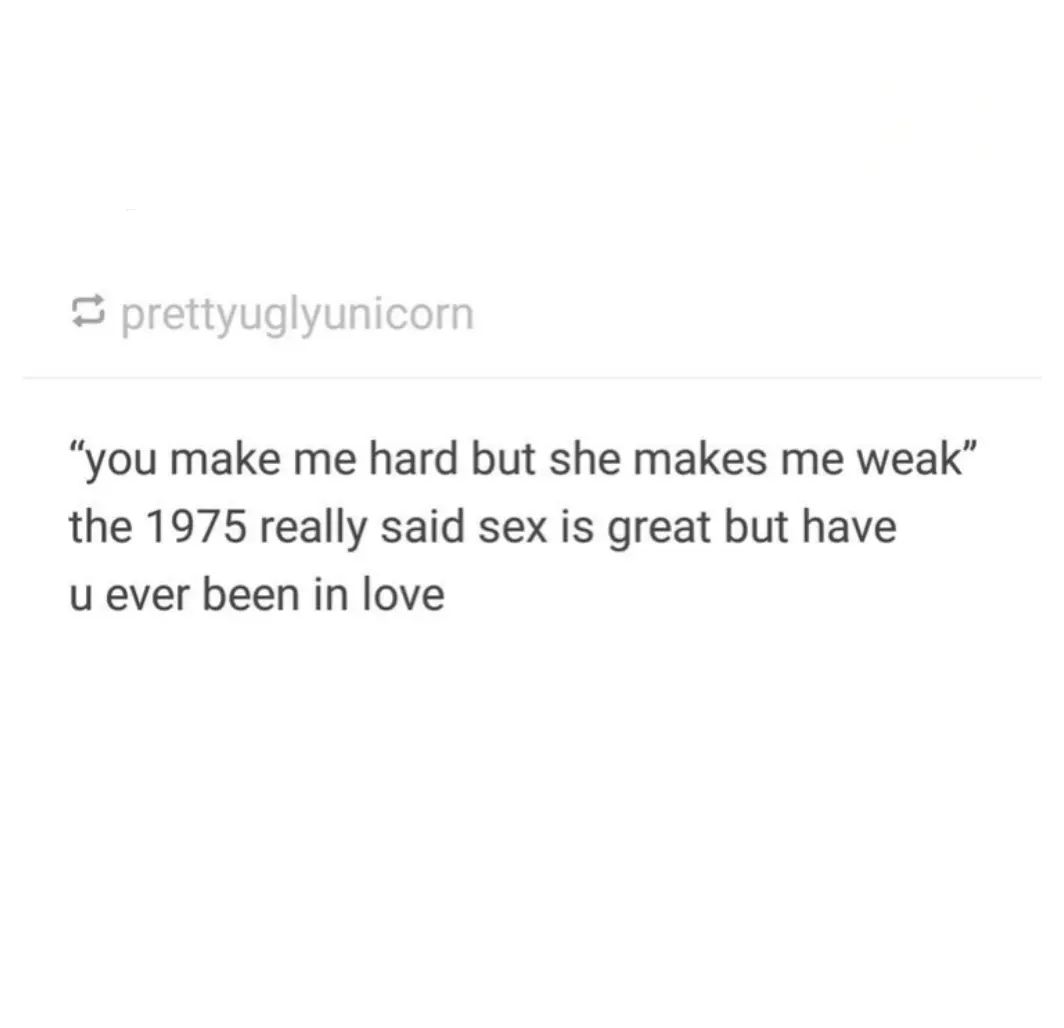 prettyuglyunicorn
“you make me hard but she makes me weak”
the 1975 really said sex is great but have
u ever been in love